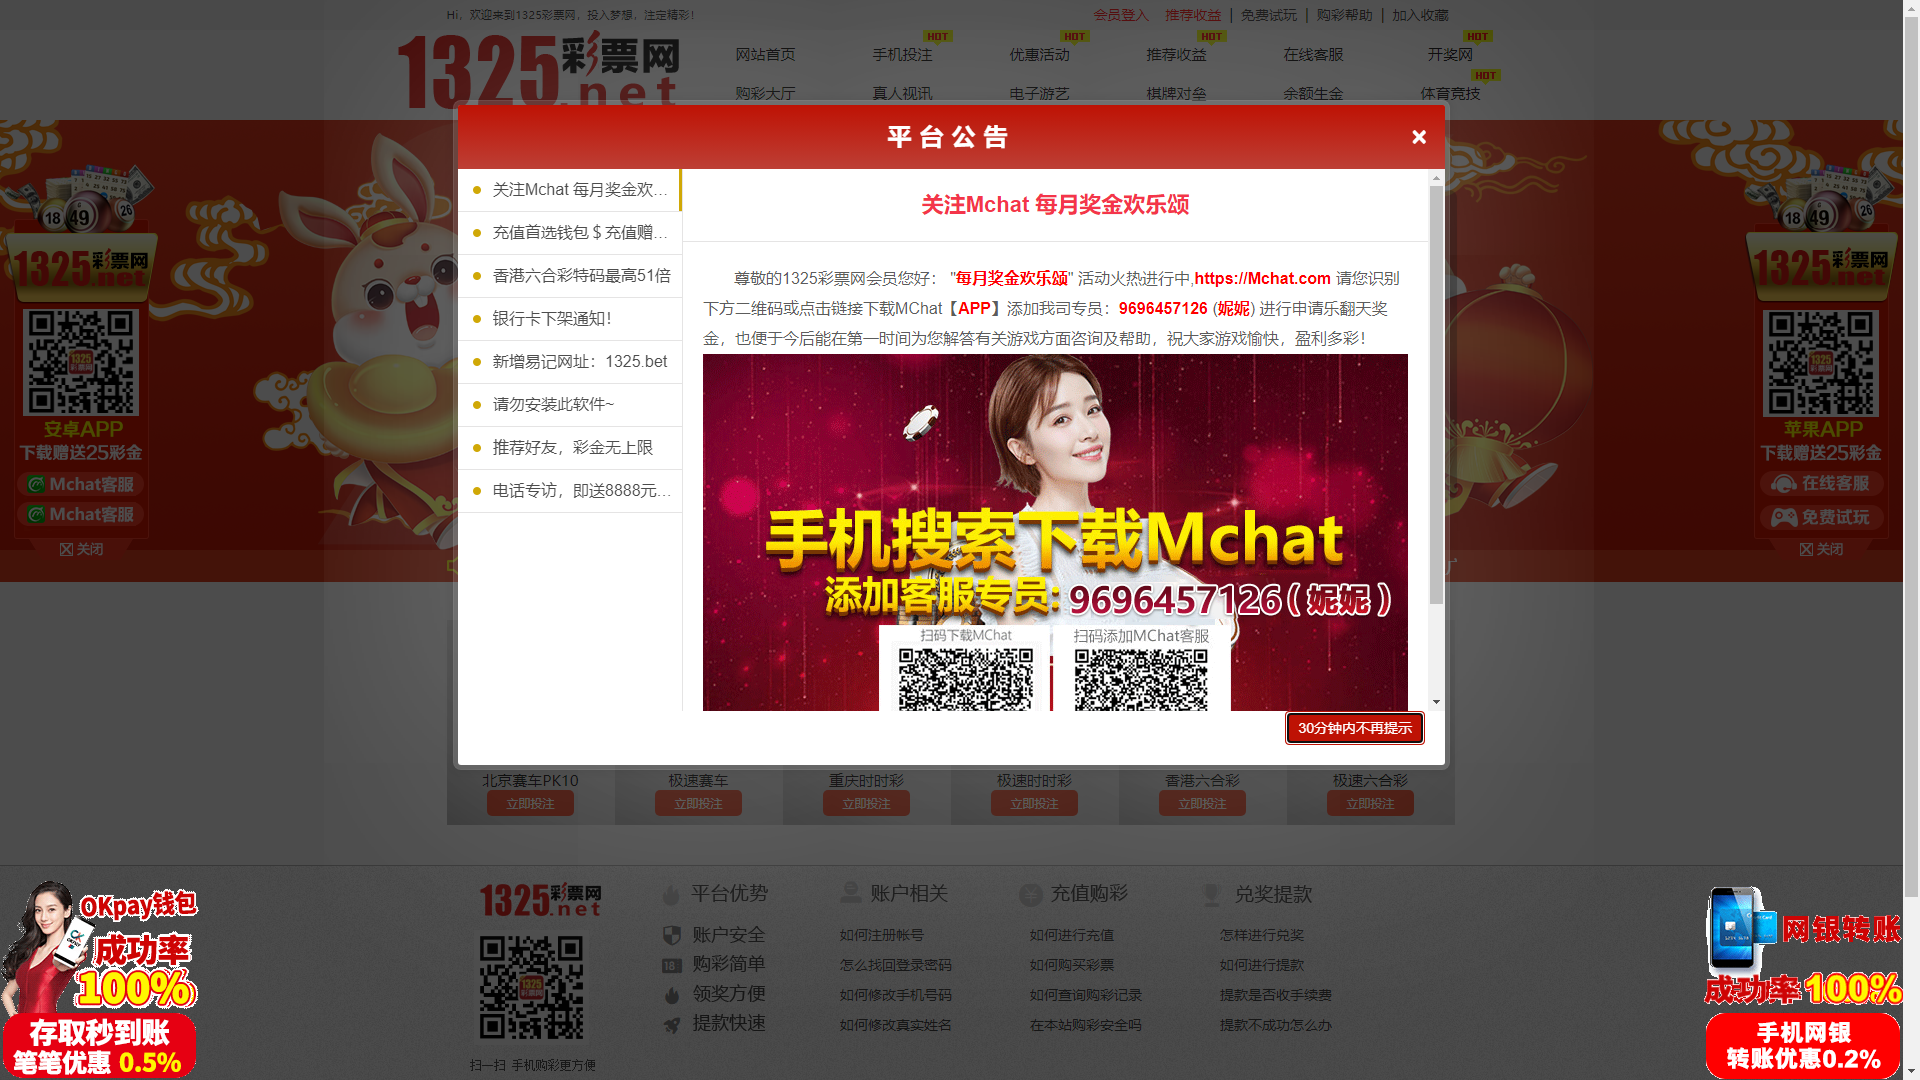 Hi，欢迎来到1325彩票网，投入梦想，注定精彩！
会员登入 推荐收益 | 免费试玩 | 购彩帮助 | 加入收藏
1325彩票网
.net
网站首页 手机投注 HOT 优惠活动 HOT 推荐收益 HOT 在线客服 开奖网 HOT
购彩大厅 真人视讯 电子游艺 棋牌对垒 余额生金 体育竞技 HOT
平台公告
×
关注Mchat 每月奖金欢...
充值首选钱包＄充值赠...
香港六合彩特码最高51倍
银行卡下架通知！
新增易记网址：1325.bet
请勿安装此软件~
推荐好友，彩金无上限
电话专访，即送8888元...
关注Mchat 每月奖金欢乐颂
尊敬的1325彩票网会员您好： "每月奖金欢乐颂" 活动火热进行中,https://Mchat.com 请您识别
下方二维码或点击链接下载MChat【APP】添加我司专员：9696457126 (妮妮) 进行申请乐翻天奖
金，也便于今后能在第一时间为您解答有关游戏方面咨询及帮助，祝大家游戏愉快，盈利多彩！
手机搜索下载Mchat
添加客服专员:9696457126(妮妮)
扫码下载MChat 扫码添加MChat客服
30分钟内不再提示
18 49 26
1325彩票网
.net
安卓APP
下载赠送25彩金
Mchat客服
Mchat客服
关闭
18 49 26
1325彩票网
.net
苹果APP
下载赠送25彩金
在线客服
免费试玩
关闭
北京赛车PK10 极速赛车 重庆时时彩 极速时时彩 香港六合彩 极速六合彩
立即投注 立即投注 立即投注 立即投注 立即投注 立即投注
1325彩票网
.net
扫一扫 手机购彩更方便
平台优势
账户安全
购彩简单
领奖方便
提款快速
账户相关
如何注册帐号
怎么找回登录密码
如何修改手机号码
如何修改真实姓名
充值购彩
如何进行充值
如何购买彩票
如何查询购彩记录
在本站购彩安全吗
兑奖提款
怎样进行兑奖
如何进行提款
提款是否收手续费
提款不成功怎么办
OKpay钱包
成功率
100%
存取秒到账
笔笔优惠 0.5%
网银转账
成功率100%
手机网银
转账优惠0.2%